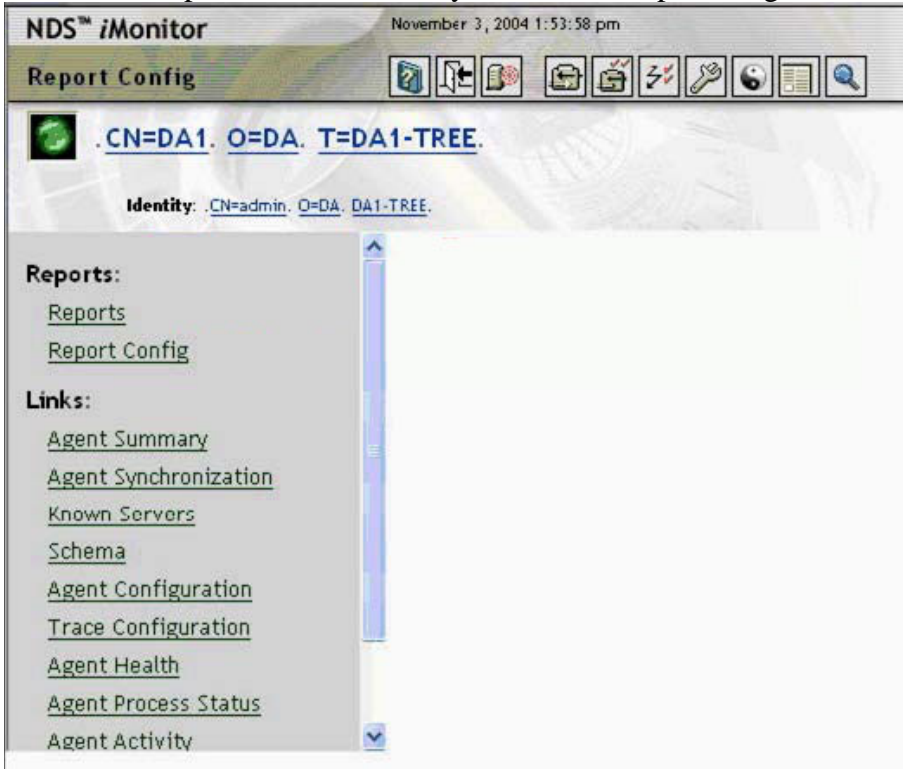 NDS™ iMonitor
November 3, 2004 1:53:58 pm
Report Config
.CN=DA1. O=DA. T=DA1-TREE.
Identity: .CN=admin. O=DA. DA1-TREE.
Reports:
Reports
Report Config
Links:
Agent Summary
Agent Synchronization
Known Servers
Schema
Agent Configuration
Trace Configuration
Agent Health
Agent Process Status
Agent Activity